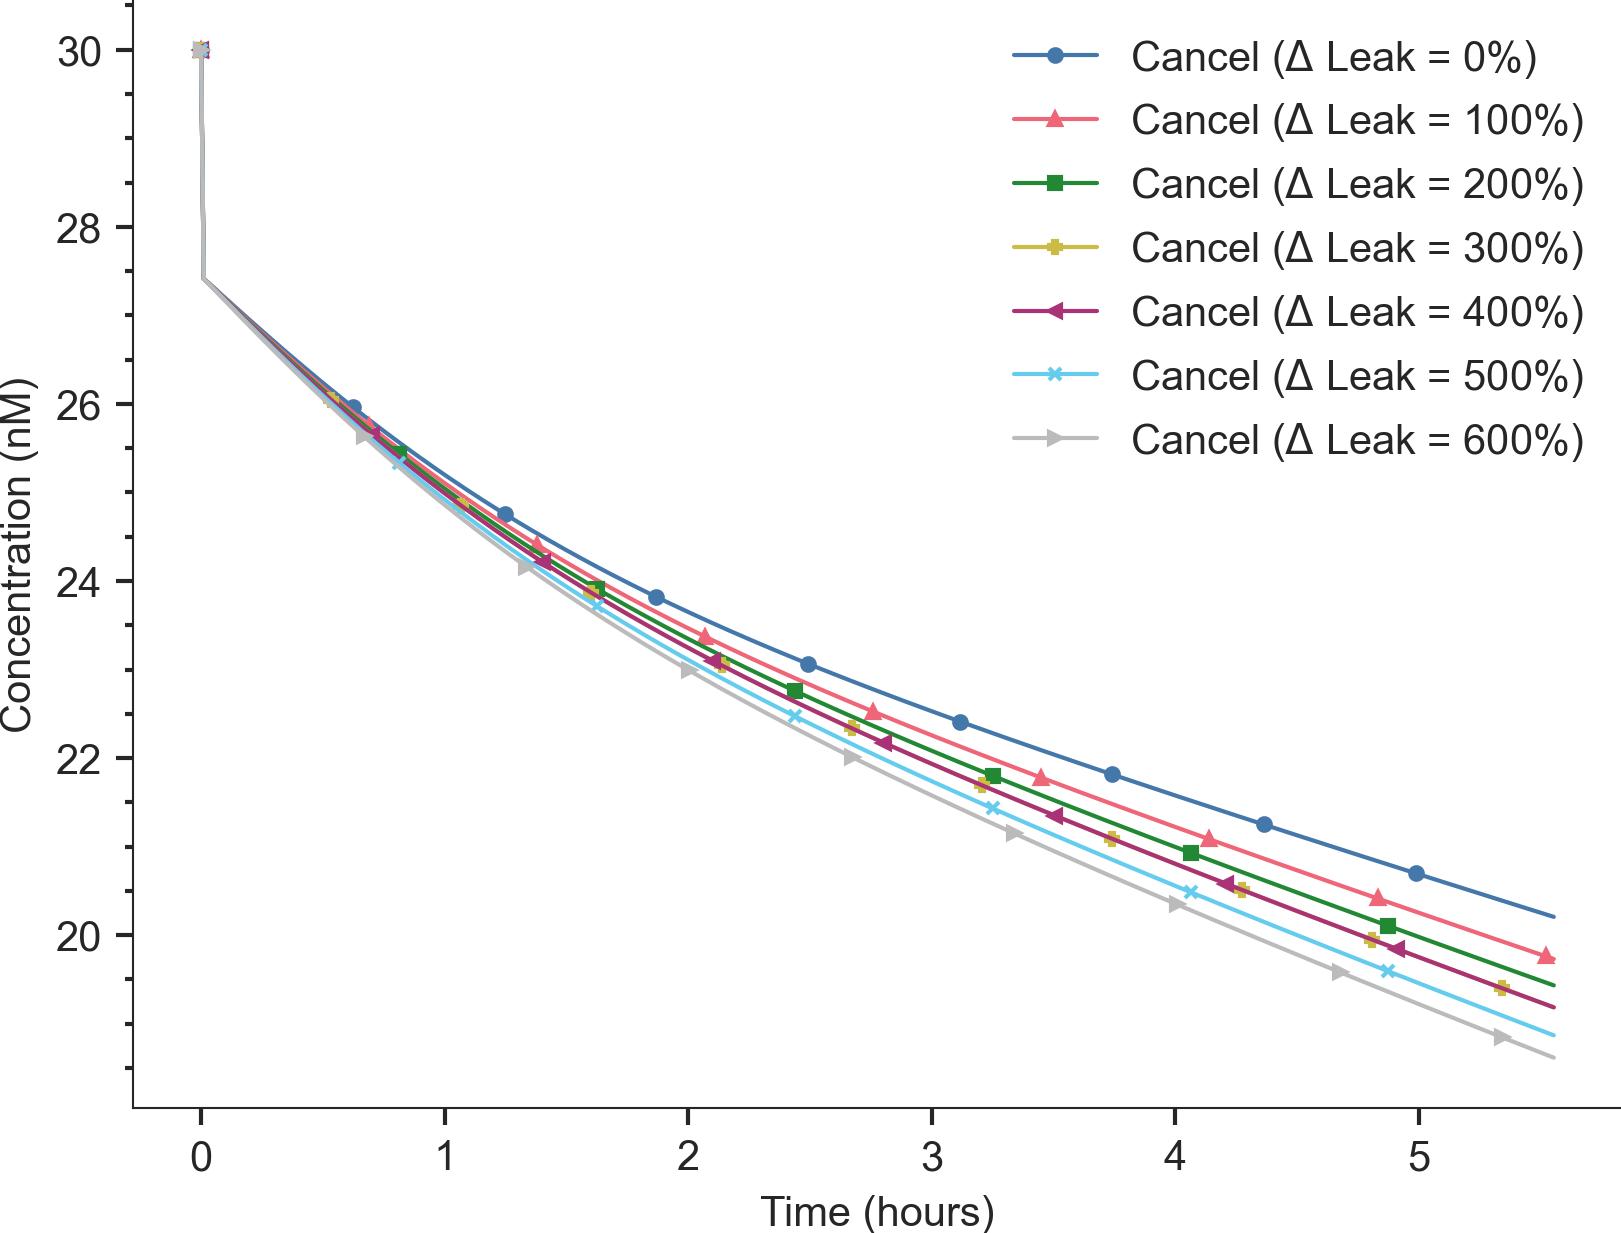 30
28
26
24
22
20
Concentration (nM)
Cancel (Δ Leak = 0%)
Cancel (Δ Leak = 100%)
Cancel (Δ Leak = 200%)
Cancel (Δ Leak = 300%)
Cancel (Δ Leak = 400%)
Cancel (Δ Leak = 500%)
Cancel (Δ Leak = 600%)
0 1 2 3 4 5
Time (hours)